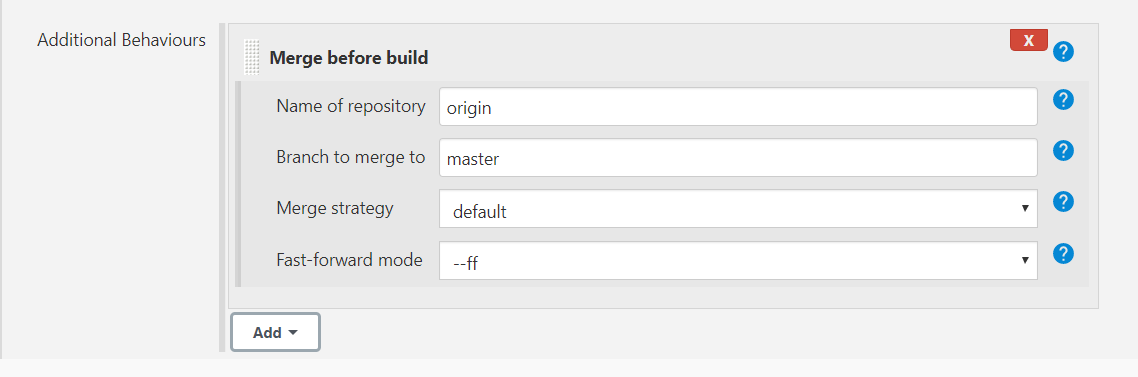 Additional Behaviours
Merge before build
X
?
Name of repository
origin
?
Branch to merge to
master
?
Merge strategy
default
?
Fast-forward mode
--ff
?
Add